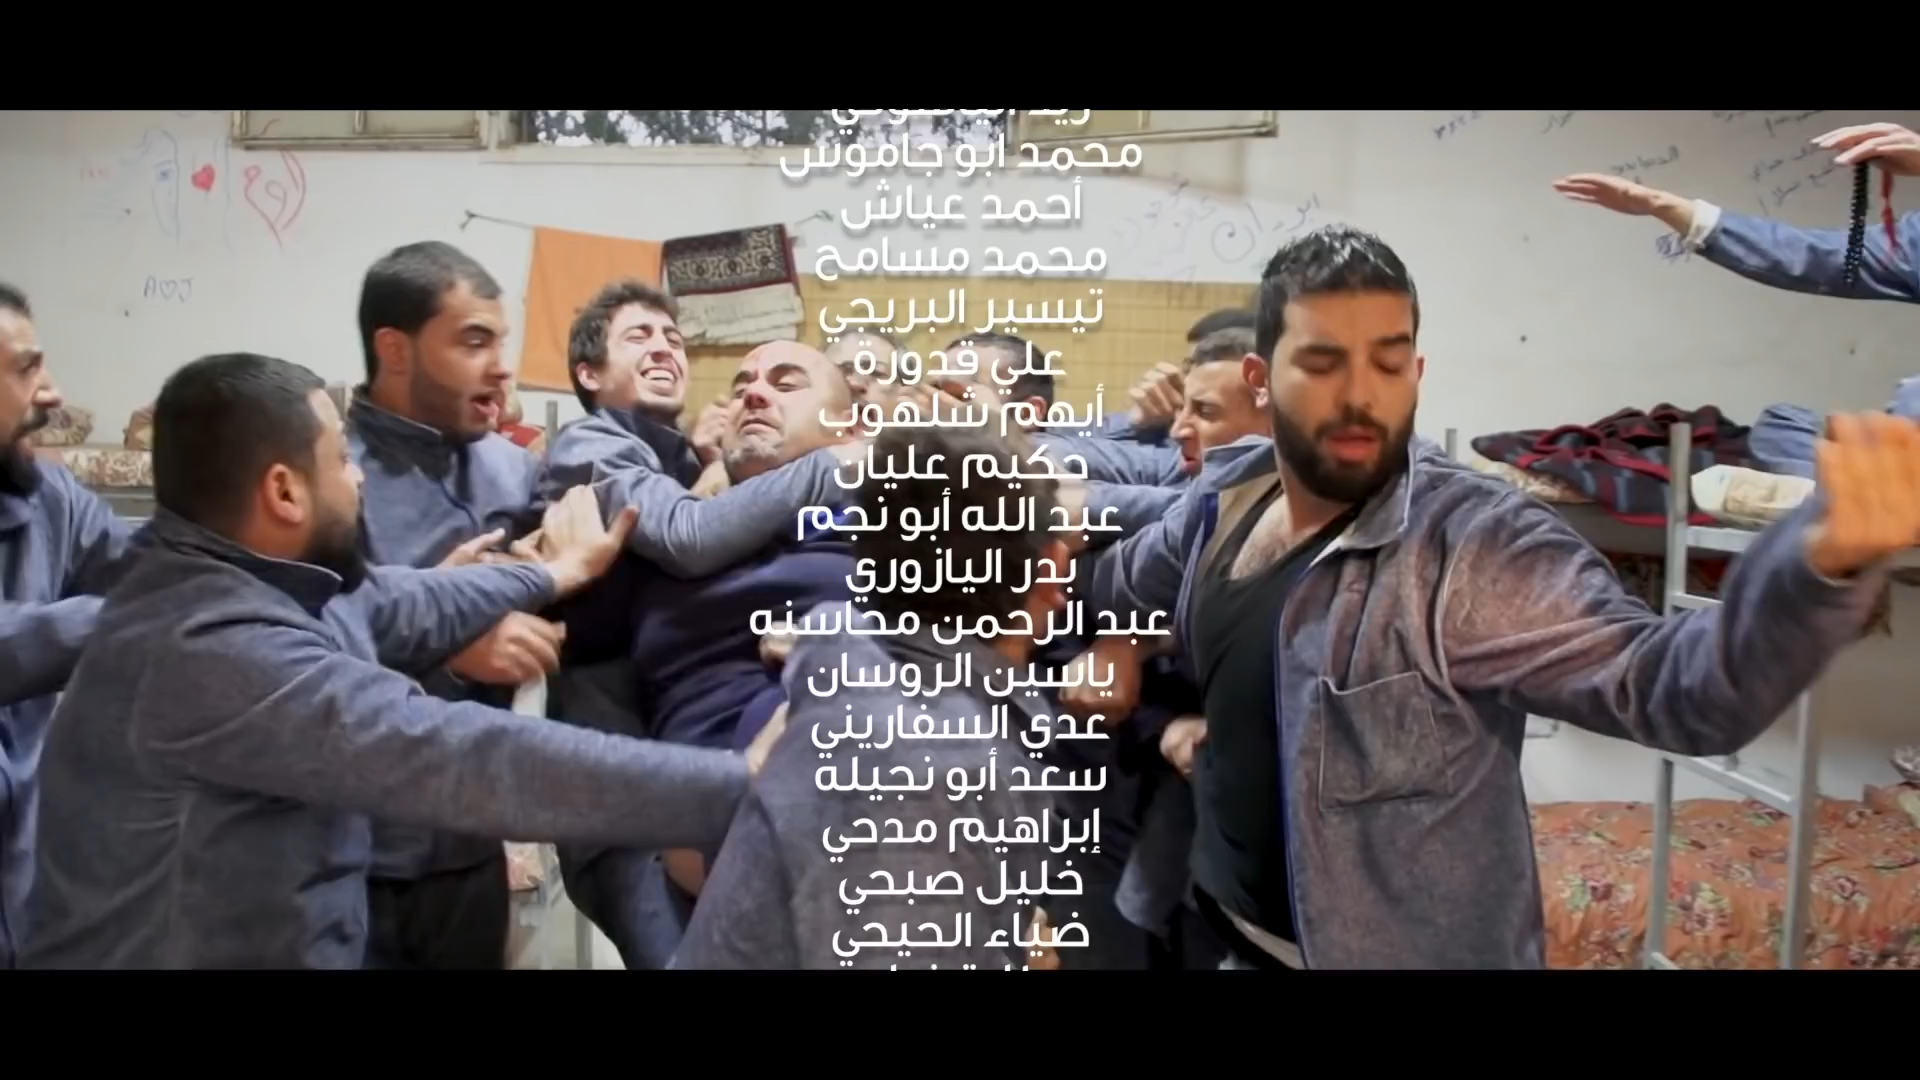 محمد ابو جاموس
أحمد عياش
محمد مسامح
تيسير البريجي
علي قدورة
أيهم شلهوب
حكيم عليان
عبد الله أبو نجم
بدر اليازوري
عبد الرحمن محاسنه
ياسين الروسان
عدي السفاريني
سعد أبو نجيله
إبراهيم مدحي
خليل صبحي
ضياء الحيحي
A♡J